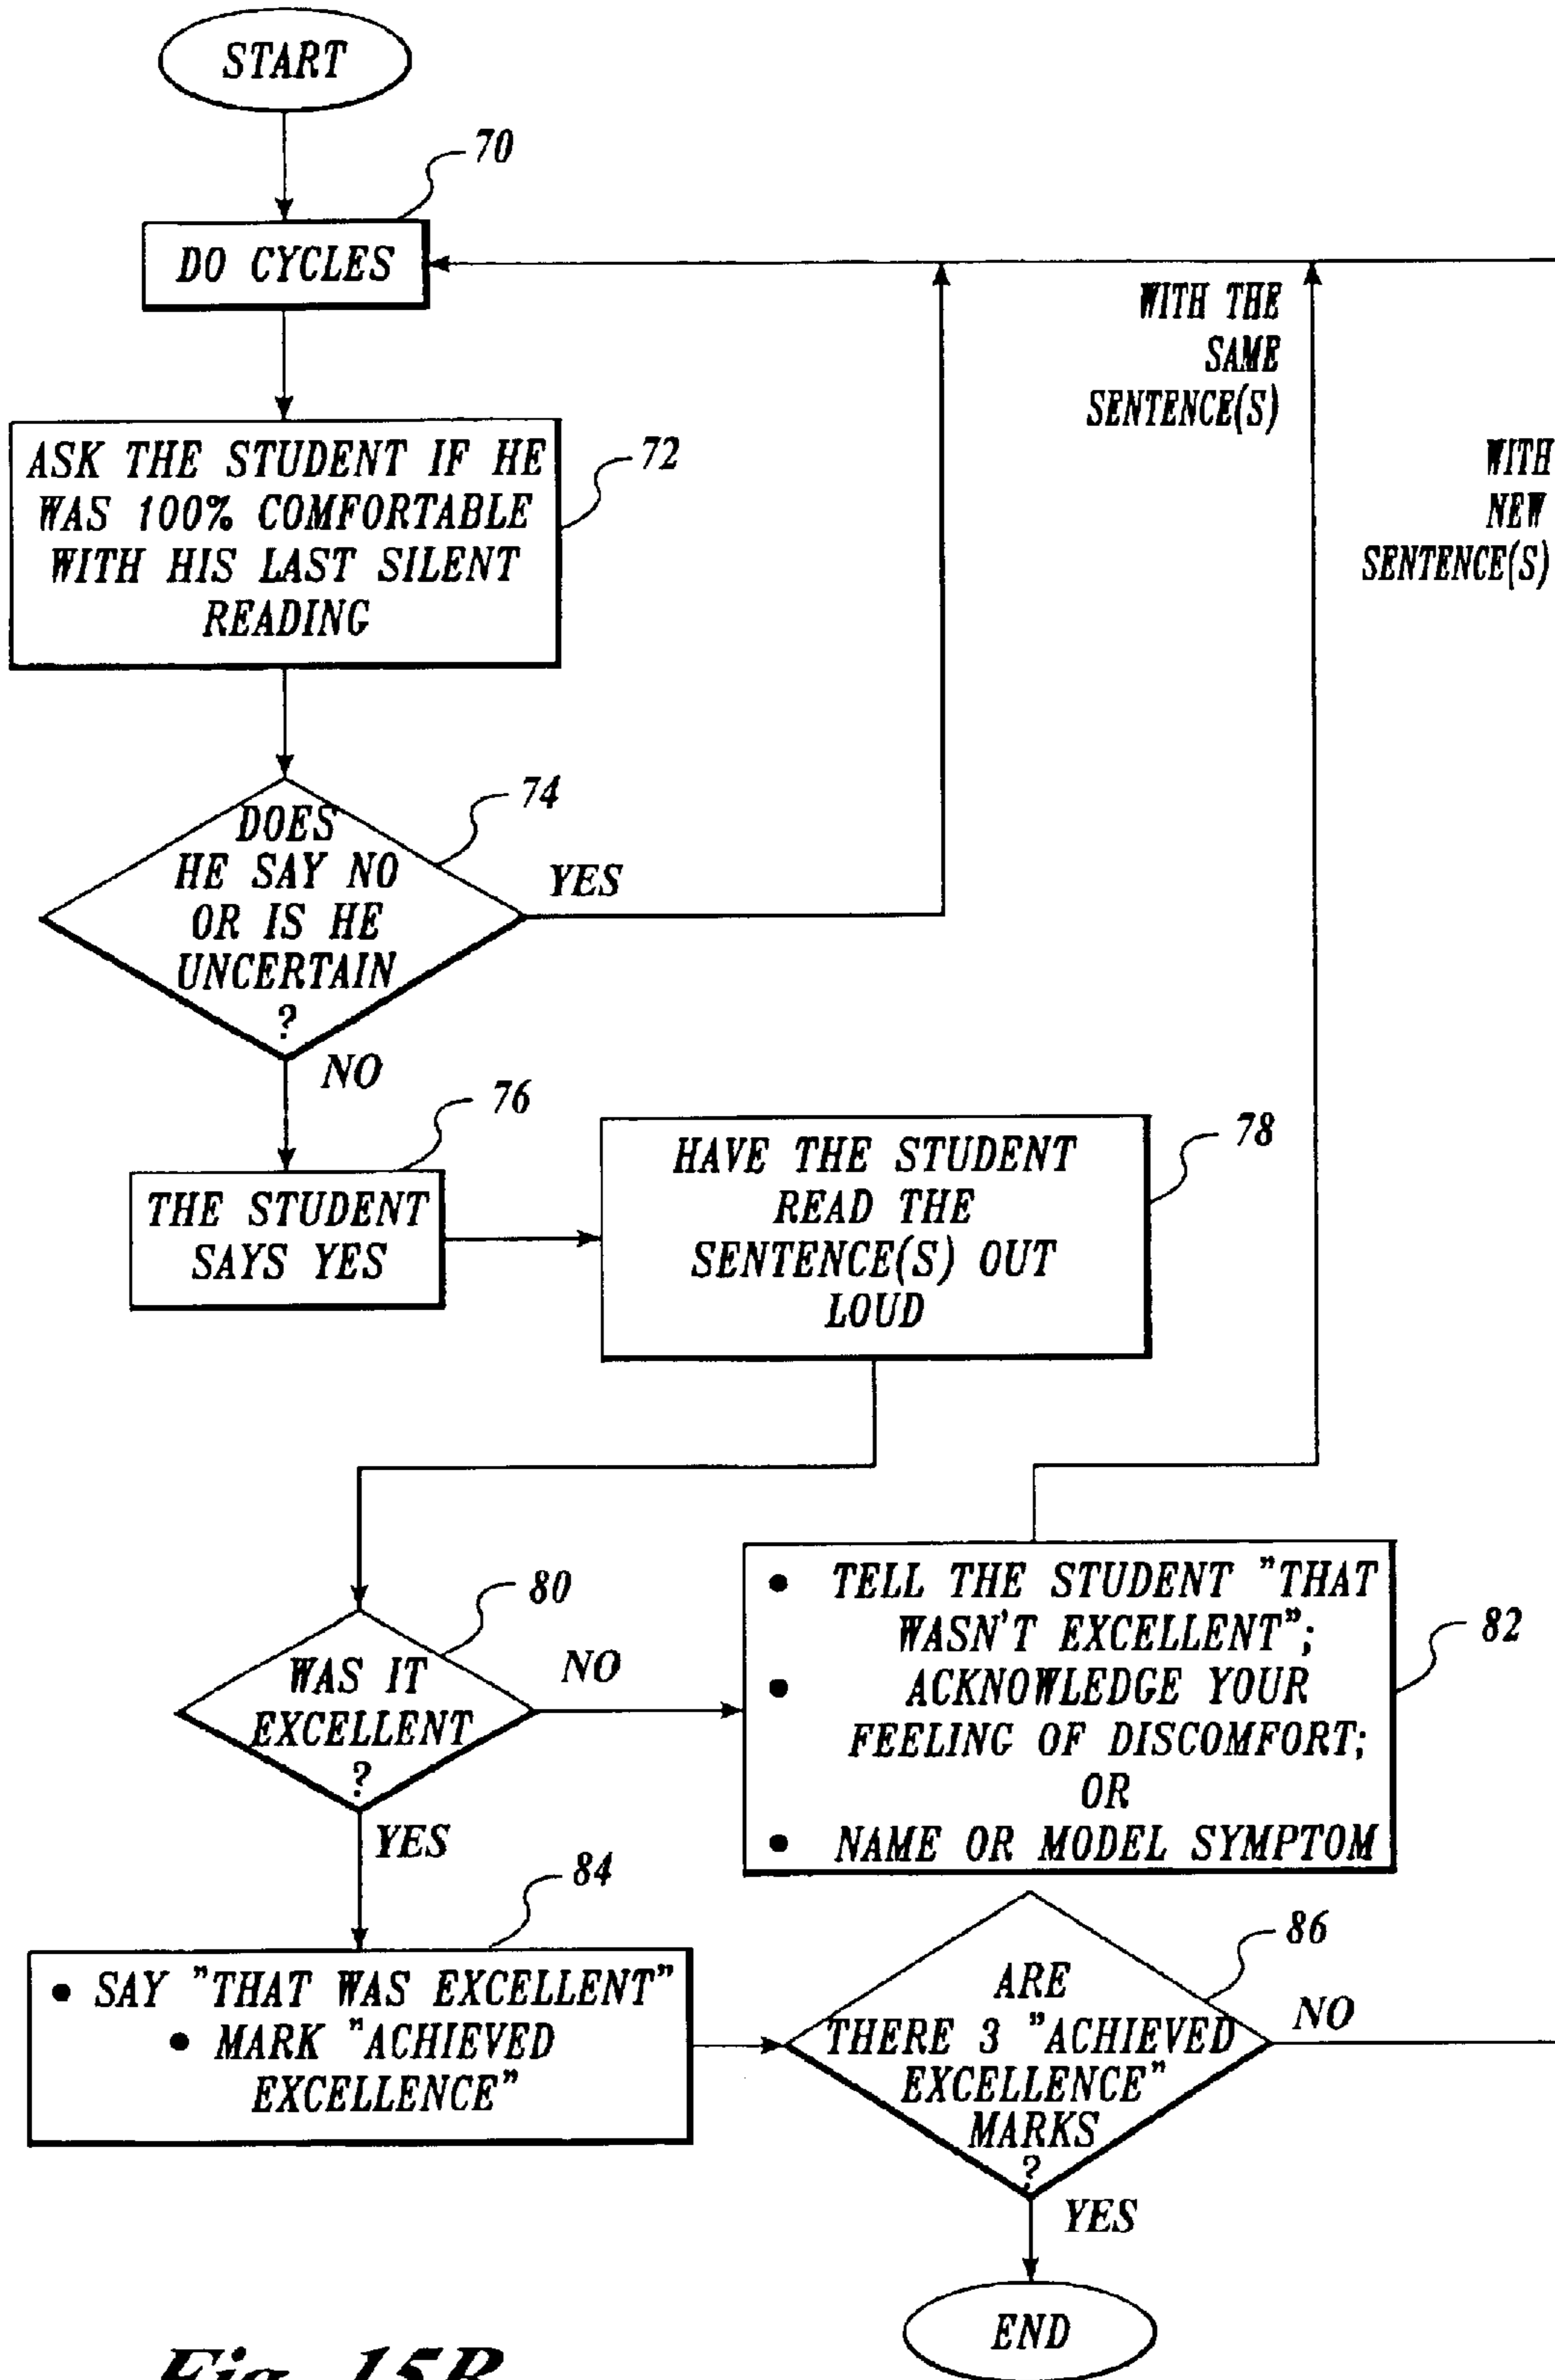 START
70
DO CYCLES
WITH THE
SAME
SENTENCE(S)
WITH
NEW
SENTENCE(S)
ASK THE STUDENT IF HE
WAS 100% COMFORTABLE
WITH HIS LAST SILENT
READING
72
74
DOES
HE SAY NO
OR IS HE
UNCERTAIN
?
YES
NO
76
THE STUDENT
SAYS YES
78
HAVE THE STUDENT
READ THE
SENTENCE(S) OUT
LOUD
80
WAS IT
EXCELLENT
?
NO
YES
82
• TELL THE STUDENT "THAT
WASN'T EXCELLENT";
• ACKNOWLEDGE YOUR
FEELING OF DISCOMFORT;
OR
• NAME OR MODEL SYMPTOM
84
• SAY "THAT WAS EXCELLENT"
• MARK "ACHIEVED
EXCELLENCE"
86
ARE
THERE 3 "ACHIEVED
EXCELLENCE"
MARKS
?
NO
YES
END
Fig. 15B